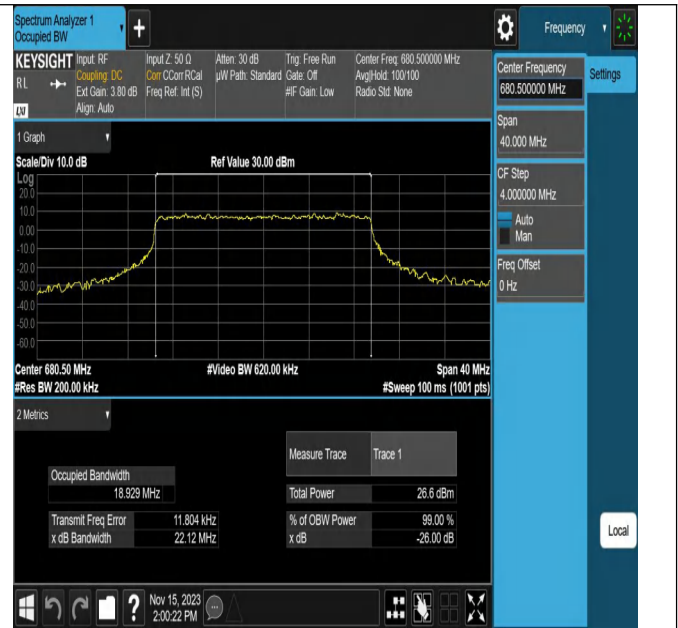 Spectrum Analyzer 1
Occupied BW
Frequency
KEYSIGHT
RL
LXI
Input: RF
Coupling: DC
Ext Gain: 3.80 dB
Align: Auto
Input Z: 50 Ω
Corr CCorr RCal
Freq Ref: Int (S)
Atten: 30 dB
µW Path: Standard
Trig: Free Run
Gate: Off
#IF Gain: Low
Center Freq: 680.500000 MHz
Avg|Hold: 100/100
Radio Std: None
Center Frequency
680.500000 MHz
Settings
Span
40.000 MHz
CF Step
4.000000 MHz
Auto
Man
Freq Offset
0 Hz
1 Graph
Scale/Div 10.0 dB
Ref Value 30.00 dBm
Log
20.0
10.0
0.00
-10.0
-20.0
-30.0
-40.0
-50.0
-60.0
Center 680.50 MHz
#Video BW 620.00 kHz
Span 40 MHz
#Res BW 200.00 kHz
#Sweep 100 ms (1001 pts)
2 Metrics
Measure Trace
Trace 1
Occupied Bandwidth
18.929 MHz
Total Power
26.6 dBm
Transmit Freq Error
11.804 kHz
% of OBW Power
99.00 %
x dB Bandwidth
22.12 MHz
x dB
-26.00 dB
Local
?
Nov 15, 2023
2:00:22 PM